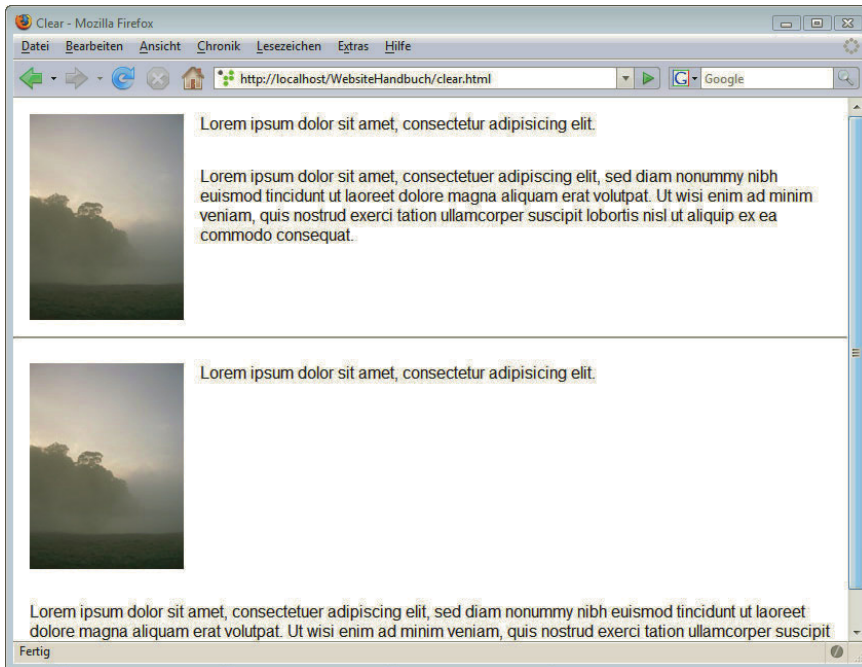 Clear - Mozilla Firefox
Datei Bearbeiten Ansicht Chronik Lesezeichen Extras Hilfe
http://localhost/WebsiteHandbuch/clear.html G Google
Lorem ipsum dolor sit amet, consectetur adipisicing elit.
Lorem ipsum dolor sit amet, consectetuer adipiscing elit, sed diam nonummy nibh
euismod tincidunt ut laoreet dolore magna aliquam erat volutpat. Ut wisi enim ad minim
veniam, quis nostrud exerci tation ullamcorper suscipit lobortis nisl ut aliquip ex ea
commodo consequat.
Lorem ipsum dolor sit amet, consectetur adipisicing elit.
Lorem ipsum dolor sit amet, consectetuer adipiscing elit, sed diam nonummy nibh euismod tincidunt ut laoreet
dolore magna aliquam erat volutpat. Ut wisi enim ad minim veniam, quis nostrud exerci tation ullamcorper suscipit
Fertig